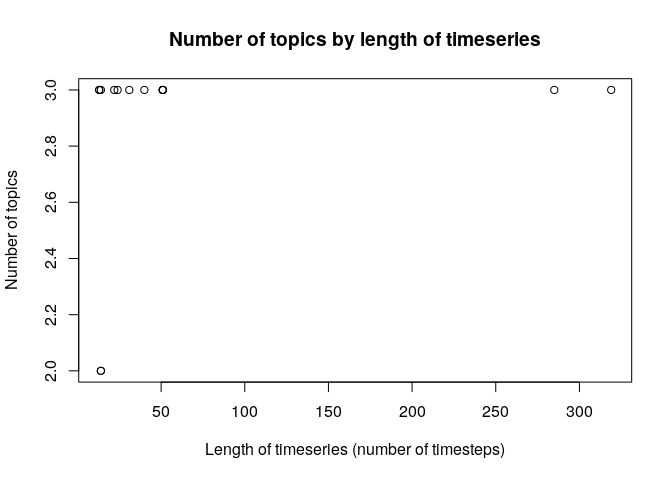 Number of topics by length of timeseries
3.0
2.8
2.6
2.4
2.2
2.0
Number of topics
50 100 150 200 250 300
Length of timeseries (number of timesteps)